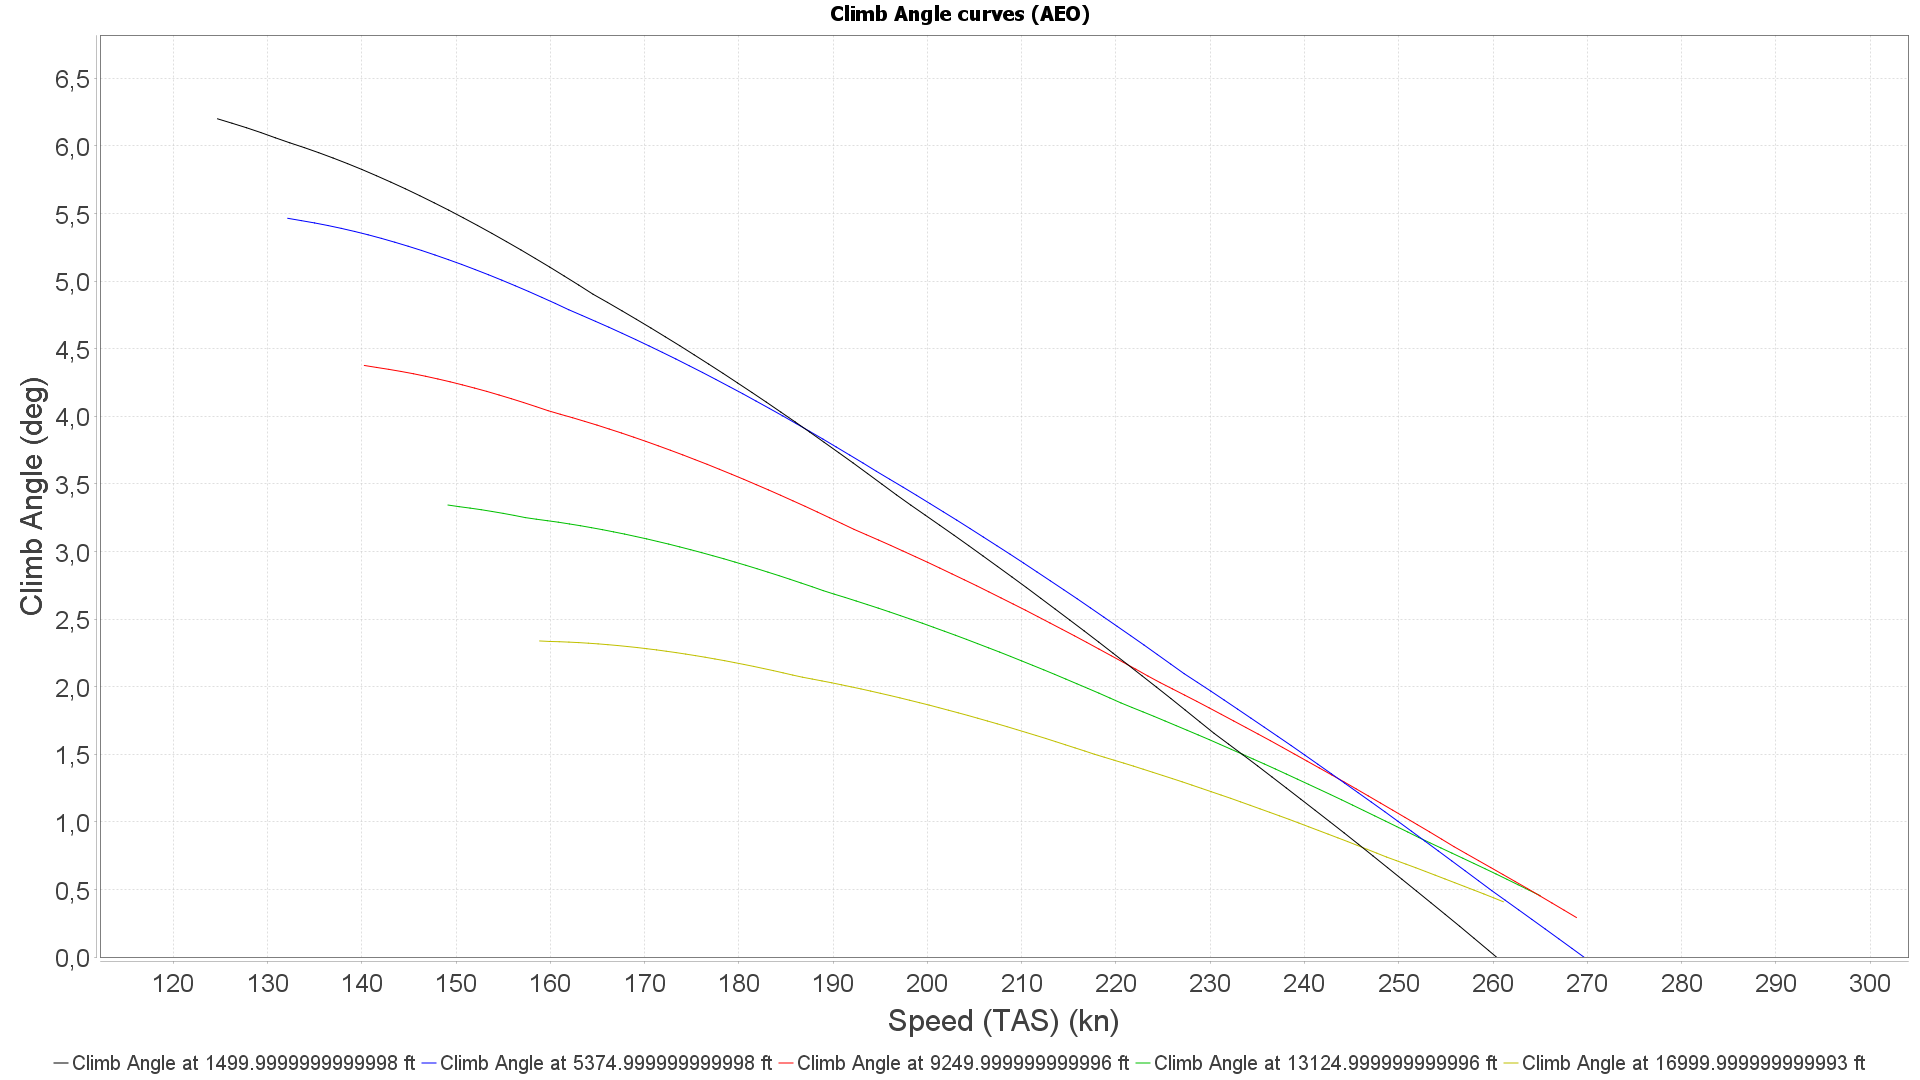 Climb Angle curves (AEO)
6,5
6,0
5,5
5,0
4,5
4,0
3,5
3,0
2,5
2,0
1,5
1,0
0,5
0,0
Climb Angle (deg)
120 130 140 150 160 170 180 190 200 210 220 230 240 250 260 270 280 290 300
Speed (TAS) (kn)
Climb Angle at 1499.9999999999998 ft Climb Angle at 5374.999999999998 ft Climb Angle at 9249.999999999996 ft Climb Angle at 13124.999999999996 ft Climb Angle at 16999.999999999993 ft